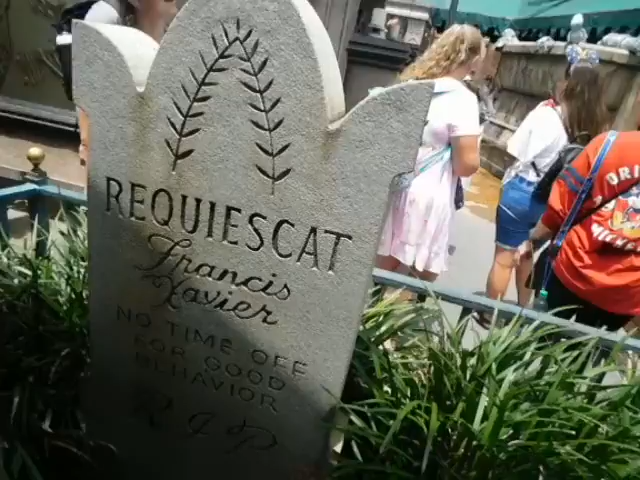 REQUIESCAT
Francis
Xavier
NO TIME OFF
FOR GOOD
BEHAVIOR
R I P